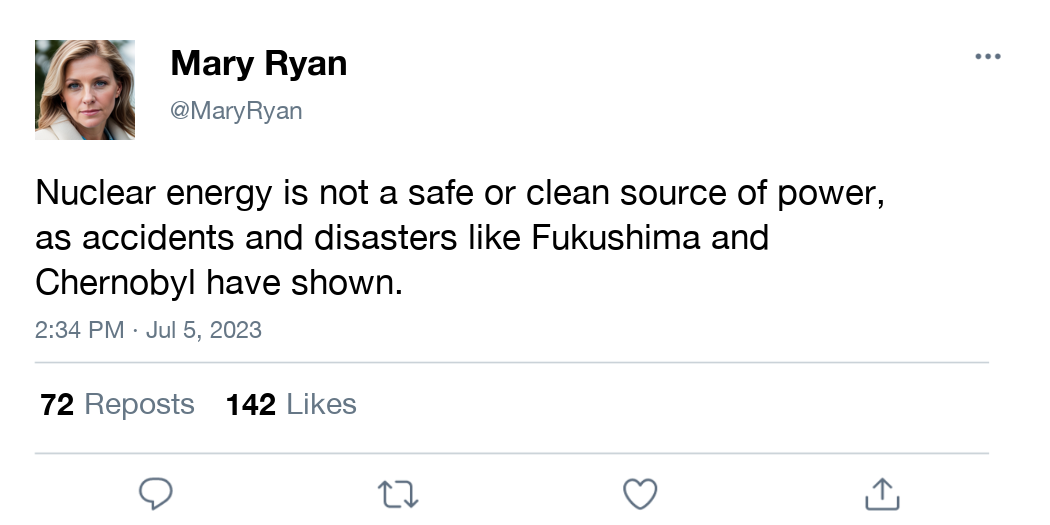 Mary Ryan
@MaryRyan
Nuclear energy is not a safe or clean source of power,
as accidents and disasters like Fukushima and
Chernobyl have shown.
2:34 PM · Jul 5, 2023
72 Reposts 142 Likes